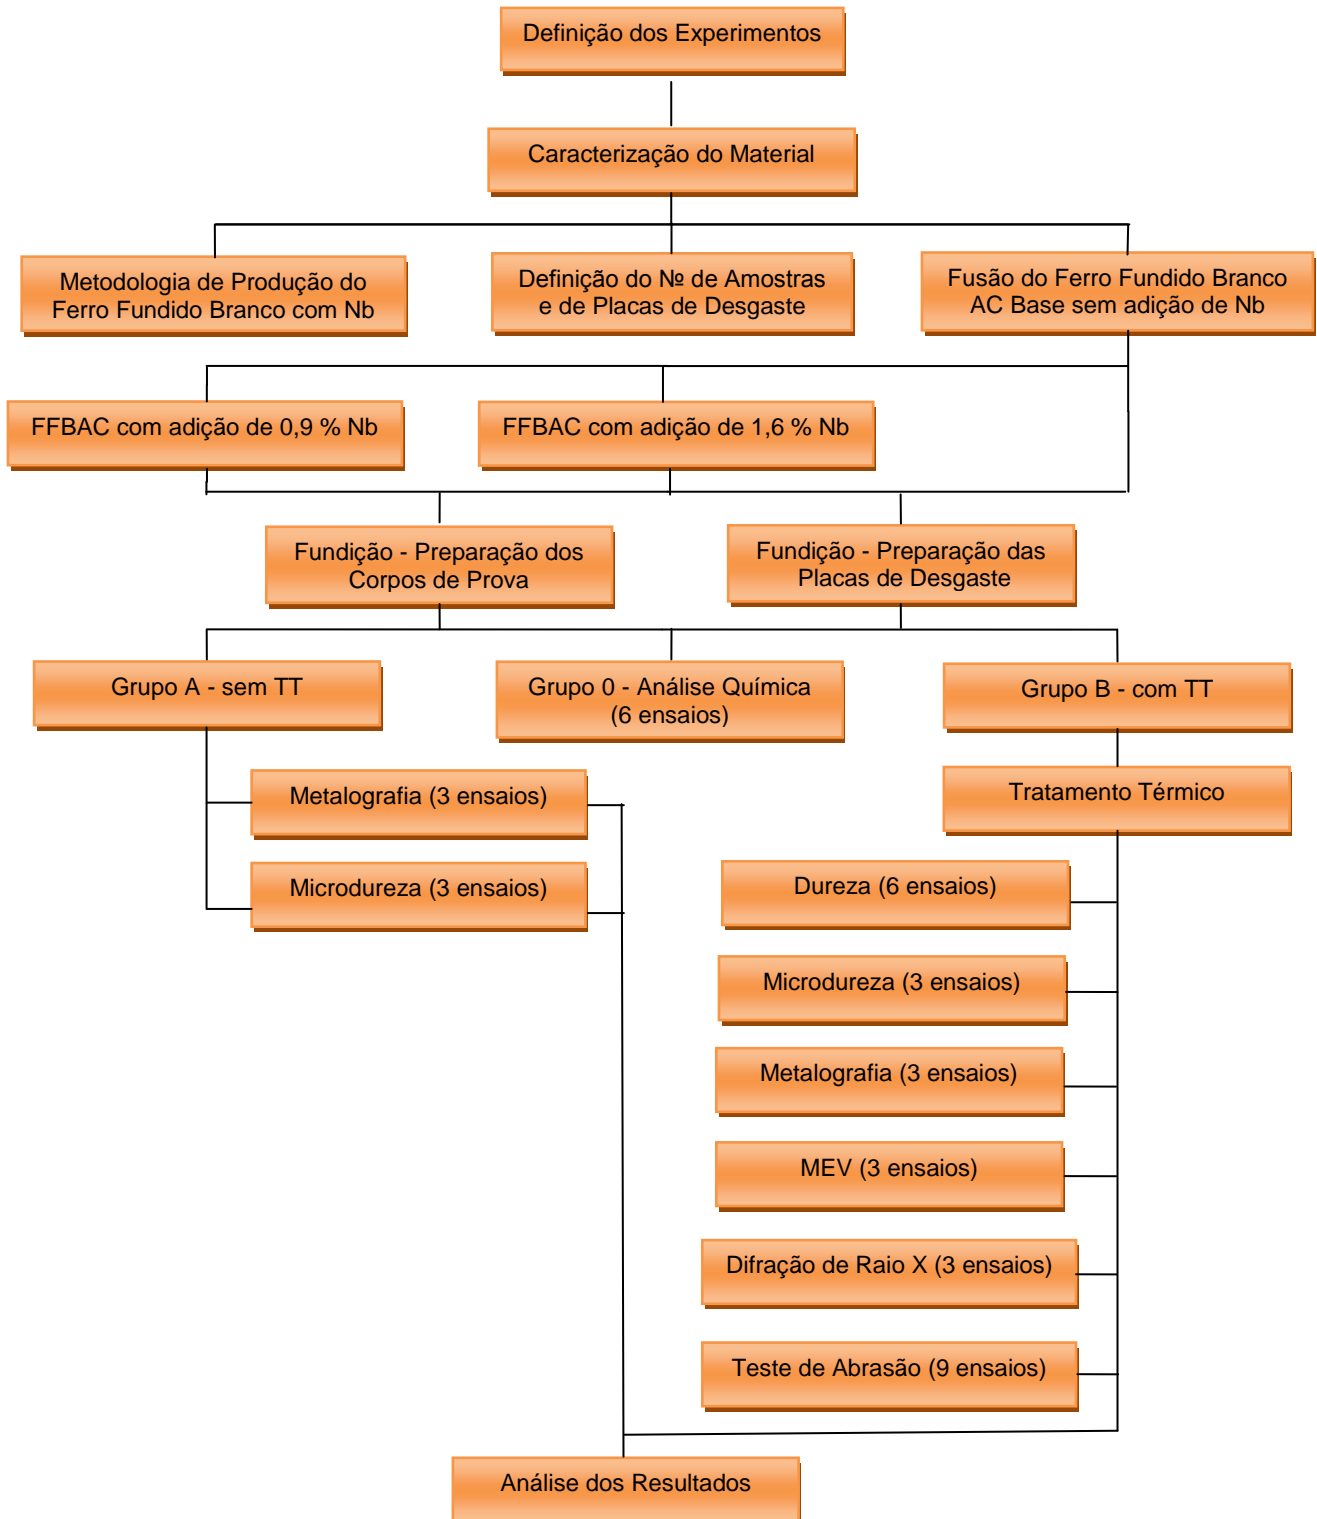 Definição dos Experimentos
Caracterização do Material
Metodologia de Produção do
Ferro Fundido Branco com Nb
Definição do Nº de Amostras
e de Placas de Desgaste
Fusão do Ferro Fundido Branco
AC Base sem adição de Nb
FFBAC com adição de 0,9 % Nb
FFBAC com adição de 1,6 % Nb
Fundição - Preparação dos
Corpos de Prova
Fundição - Preparação das
Placas de Desgaste
Grupo A - sem TT
Grupo 0 - Análise Química
(6 ensaios)
Grupo B - com TT
Metalografia (3 ensaios)
Microdureza (3 ensaios)
Tratamento Térmico
Dureza (6 ensaios)
Microdureza (3 ensaios)
Metalografia (3 ensaios)
MEV (3 ensaios)
Difração de Raio X (3 ensaios)
Teste de Abrasão (9 ensaios)
Análise dos Resultados